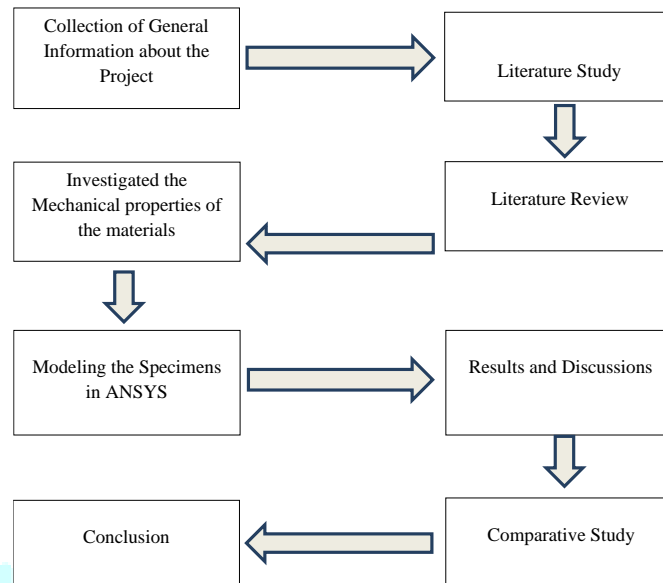 Collection of General
Information about the
Project
Literature Study
Literature Review
Investigated the
Mechanical properties of
the materials
Modeling the Specimens
in ANSYS
Results and Discussions
Comparative Study
Conclusion